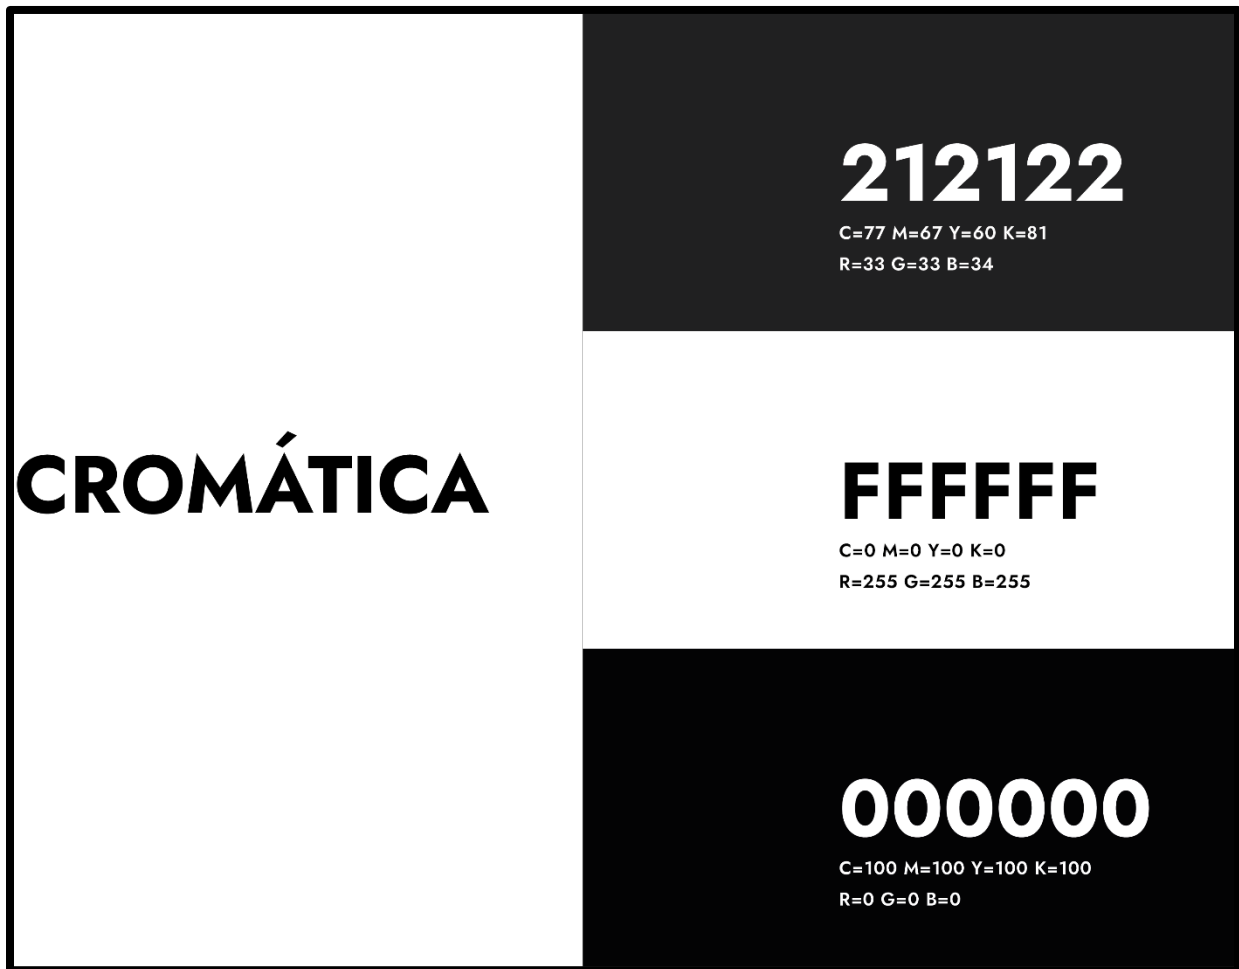 CROMÁTICA
212122
C=77 M=67 Y=60 K=81
R=33 G=33 B=34
FFFFFF
C=0 M=0 Y=0 K=0
R=255 G=255 B=255
000000
C=100 M=100 Y=100 K=100
R=0 G=0 B=0